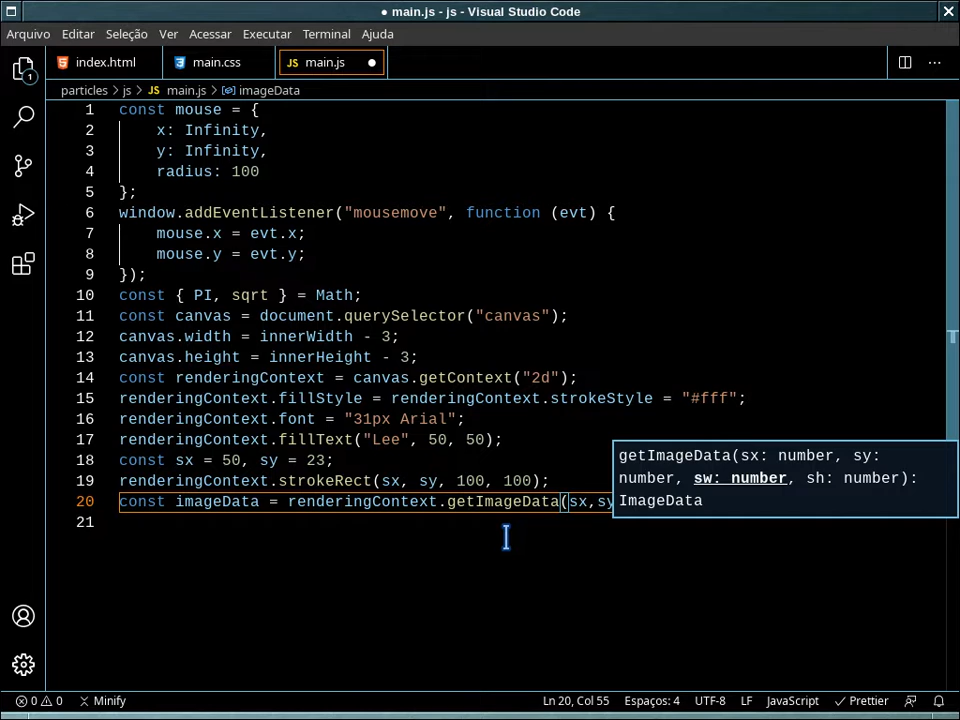 ● main.js - js - Visual Studio Code
Arquivo Editar Seleção Ver Acessar Executar Terminal Ajuda
index.html main.css JS main.js ●
particles > js > JS main.js > imageData
1 const mouse = {
2 x: Infinity,
3 y: Infinity,
4 radius: 100
5 };
6 window.addEventListener("mousemove", function (evt) {
7 mouse.x = evt.x;
8 mouse.y = evt.y;
9 });
10 const { PI, sqrt } = Math;
11 const canvas = document.querySelector("canvas");
12 canvas.width = innerWidth - 3;
13 canvas.height = innerHeight - 3;
14 const renderingContext = canvas.getContext("2d");
15 renderingContext.fillStyle = renderingContext.strokeStyle = "#fff";
16 renderingContext.font = "31px Arial";
17 renderingContext.fillText("Lee", 50, 50);
18 const sx = 50, sy = 23;
19 renderingContext.strokeRect(sx, sy, 100, 100);
20 const imageData = renderingContext.getImageData(sx,sy
21
getImageData(sx: number, sy:
number, sw: number, sh: number):
ImageData
1
0 0 Minify Ln 20, Col 55 Espaços: 4 UTF-8 LF JavaScript Prettier